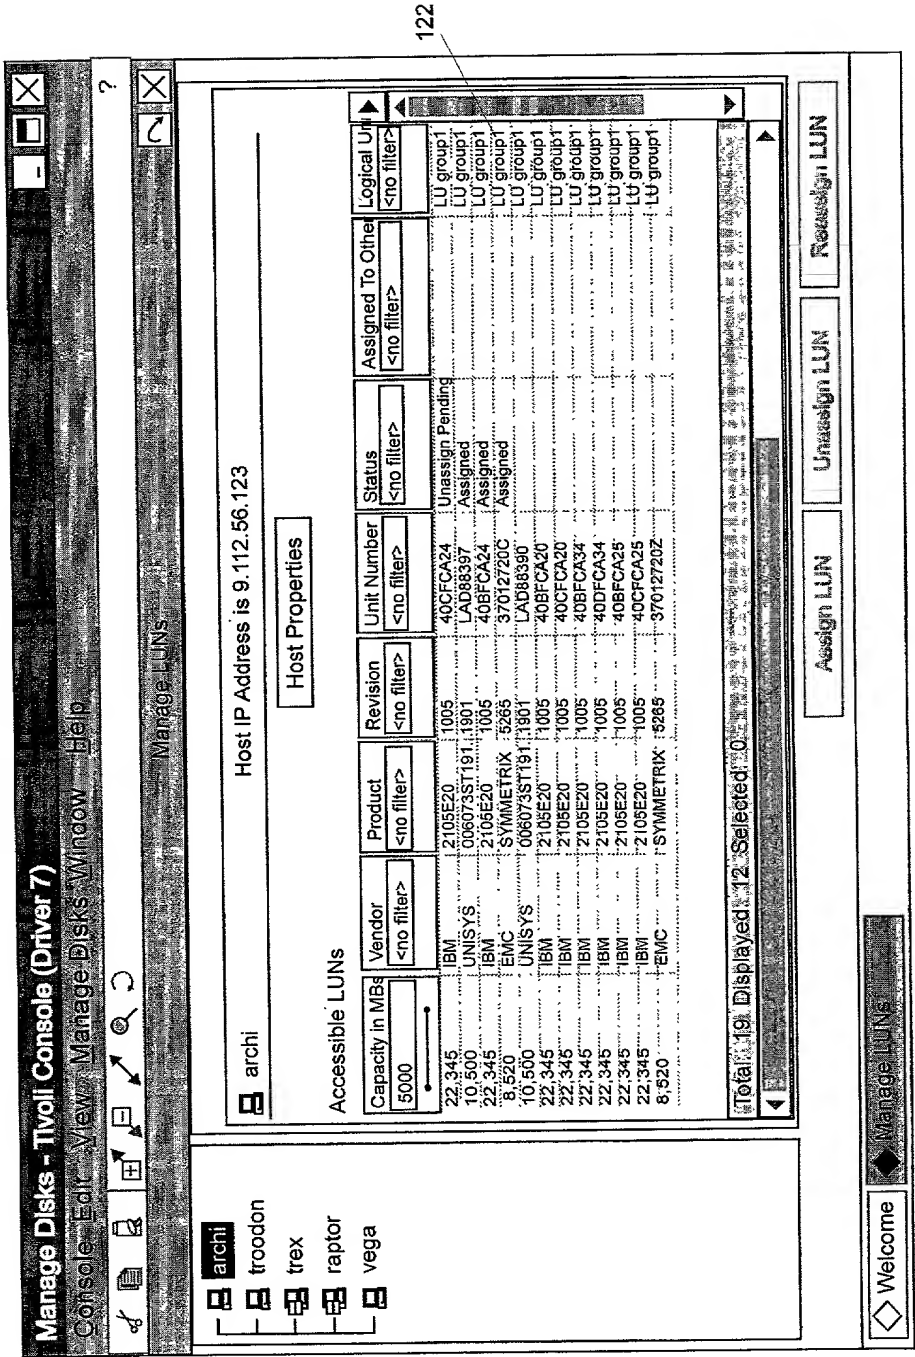 122
Manage Disks - Tivoli Console (Driver 7)
Console Edit View Manage Disks Window Help
?
Manage LUNs
archi
troodon
trex
raptor
vega
archi Host IP Address is 9.112.56.123
Host Properties
Accessible LUNs
Capacity in MBs Vendor Product Revision Unit Number Status Assigned To Other Logical Uni
5000 <no filter> <no filter> <no filter> <no filter> <no filter> <no filter> <no filter>
22,345 IBM 2105E20 1005 40CFCA24 Unassign Pending LU group1
10,500 UNISYS 006073ST191 1901 LAD88397 Assigned LU group1
22,345 IBM 2105E20 1005 40BFCA24 Assigned LU group1
8,520 EMC SYMMETRIX 5265 37012720C Assigned LU group1
10,500 UNISYS 006073ST191 1901 LAD88390 LU group1
22,345 IBM 2105E20 1005 40BFCA20 LU group1
22,345 IBM 2105E20 1005 40CFCA20 LU group1
22,345 IBM 2105E20 1005 40BFCA34 LU group1
22,345 IBM 2105E20 1005 40DFCA34 LU group1
22,345 IBM 2105E20 1005 40BFCA25 LU group1
22,345 IBM 2105E20 1005 40CFCA25 LU group1
8,520 EMC SYMMETRIX 5265 37012720Z LU group1
Total: 19 Displayed: 12 Selected: 0
Assign LUN Unassign LUN Reassign LUN
Welcome Manage LUNs